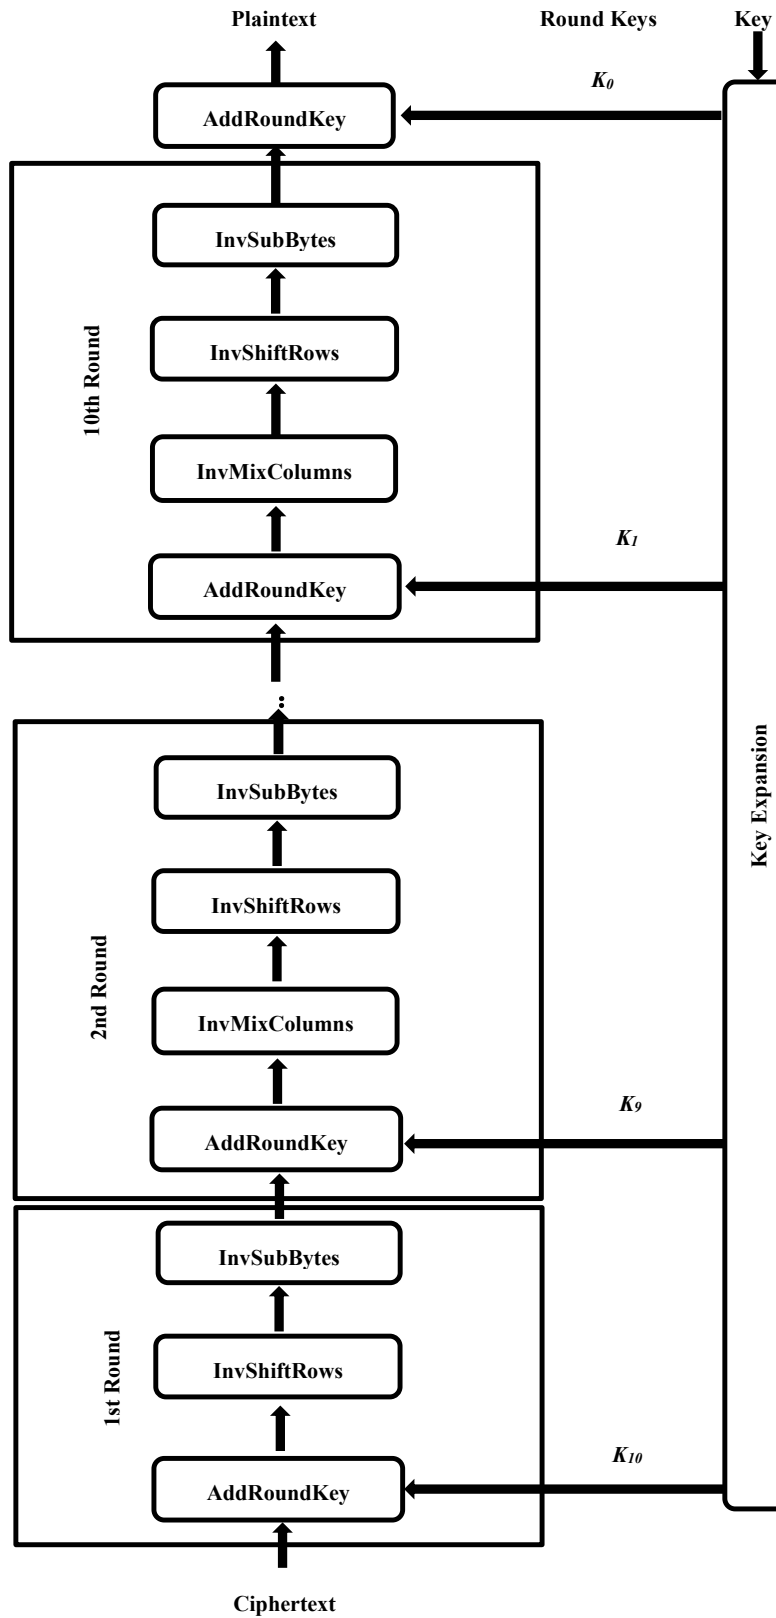 Plaintext Round Keys Key
K0
AddRoundKey
InvSubBytes
InvShiftRows
10th Round
InvMixColumns
K1
AddRoundKey
...
InvSubBytes
Key Expansion
InvShiftRows
2nd Round
InvMixColumns
K9
AddRoundKey
InvSubBytes
InvShiftRows
1st Round
K10
AddRoundKey
Ciphertext